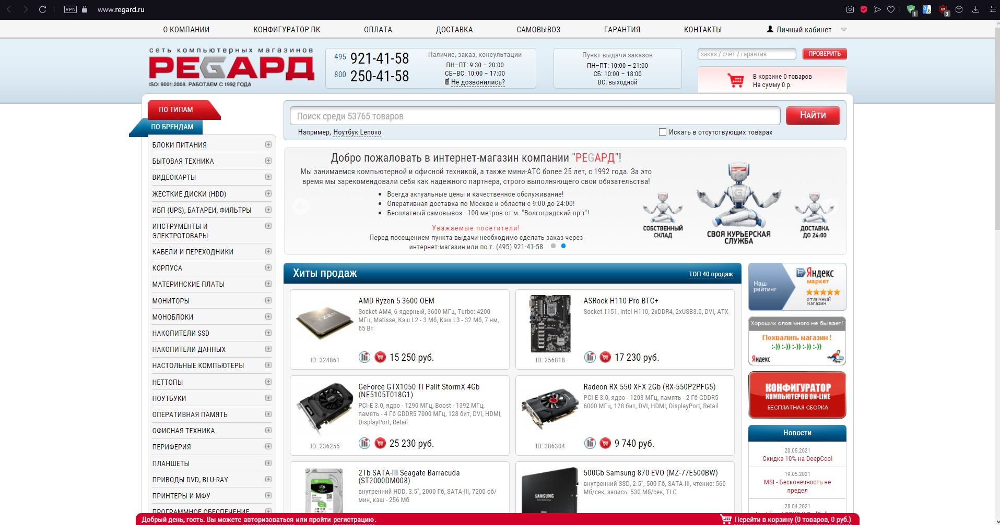 VPN www.regard.ru
1
3
О КОМПАНИИ КОНФИГУРАТОР ПК ОПЛАТА ДОСТАВКА САМОВЫВОЗ ГАРАНТИЯ КОНТАКТЫ Личный кабинет
сеть компьютерных магазинов
РЕGАРД
ISO: 9001:2008. РАБОТАЕМ С 1992 ГОДА
495 921-41-58
800 250-41-58
Наличие, заказ, консультации
ПН–ПТ: 9:30 – 20:00
СБ–ВС: 10:00 – 17:00
Не дозвонились?
Пункт выдачи заказов
ПН–ПТ: 10:00 – 21:00
СБ: 10:00 – 18:00
ВС: выходной
заказ / счёт / гарантия ПРОВЕРИТЬ
В корзине 0 товаров
На сумму 0 р.
ПО ТИПАМ
ПО БРЕНДАМ
БЛОКИ ПИТАНИЯ
БЫТОВАЯ ТЕХНИКА
ВИДЕОКАРТЫ
ЖЕСТКИЕ ДИСКИ (HDD)
ИБП (UPS), БАТАРЕИ, ФИЛЬТРЫ
ИНСТРУМЕНТЫ И
ЭЛЕКТРОТОВАРЫ
КАБЕЛИ И ПЕРЕХОДНИКИ
КОРПУСА
МАТЕРИНСКИЕ ПЛАТЫ
МОНИТОРЫ
МОНОБЛОКИ
НАКОПИТЕЛИ SSD
НАКОПИТЕЛИ ДАННЫХ
НАСТОЛЬНЫЕ КОМПЬЮТЕРЫ
НЕТТОПЫ
НОУТБУКИ
ОПЕРАТИВНАЯ ПАМЯТЬ
ОФИСНАЯ ТЕХНИКА
ПЕРИФЕРИЯ
ПЛАНШЕТЫ
ПРИВОДЫ DVD, BLU-RAY
ПРИНТЕРЫ И МФУ
ПРОГРАММНОЕ ОБЕСПЕЧЕНИЕ
Поиск среди 53765 товаров НАЙТИ
Например, Ноутбук Lenovo Искать в отсутствующих товарах
Добро пожаловать в интернет-магазин компании "РЕGАРД"!
Мы занимаемся компьютерной и офисной техникой, а также мини-АТС более 25 лет, с 1992 года. За это
время мы зарекомендовали себя как надежного партнера, строго выполняющего свои обязательства!
Всегда актуальные цены и качественное обслуживание!
Оперативная доставка по Москве и области с 9:00 до 24:00!
Бесплатный самовывоз - 100 метров от м. "Волгоградский пр-т"!
Уважаемые посетители!
Перед посещением пункта выдачи необходимо сделать заказ через
интернет-магазин или по т. (495) 921-41-58
СОБСТВЕННЫЙ
СКЛАД
СВОЯ КУРЬЕРСКАЯ
СЛУЖБА
ДОСТАВКА
ДО 24:00
Хиты продаж ТОП 40 продаж
AMD Ryzen 5 3600 OEM
Socket AM4, 6-ядерный, 3600 МГц, Turbo: 4200
МГц, Matisse, Кэш L2 - 3 Мб, Кэш L3 - 32 Мб, 7 нм,
65 Вт
RYZEN
ID: 324861 15 250 руб.
ASRock H110 Pro BTC+
Socket 1151, Intel H110, 2xDDR4, 2xUSB3.0, DVI, ATX
ID: 256818 17 230 руб.
GeForce GTX1050 Ti Palit StormX 4Gb
(NE5105T018G1)
PCI-E 3.0, ядро - 1290 МГц, Boost - 1392 МГц,
память - 4 Гб GDDR5 7000 МГц, 128 бит, DVI, HDMI,
DisplayPort, Retail
ID: 236255 25 230 руб.
Radeon RX 550 XFX 2Gb (RX-550P2PFG5)
PCI-E 3.0, ядро - 1203 МГц, память - 2 Гб GDDR5
6000 МГц, 128 бит, DVI, HDMI, DisplayPort, Retail
ID: 386304 9 740 руб.
2Tb SATA-III Seagate Barracuda
(ST2000DM008)
внутренний HDD, 3.5", 2000 Гб, SATA-III, 7200 об/
мин, кэш - 256 Мб
500Gb Samsung 870 EVO (MZ-77E500BW)
внутренний SSD, 2.5", 500 Гб, SATA-III, чтение: 560
Мб/сек, запись: 530 Мб/сек, TLC
SAMSUNG
Наш
рейтинг
Яндекс
маркет
отличный
магазин
Хороших слов много не бывает!
Похвалить магазин !
:-)) :-)) :-)) :-)) :-))
Яндекс
КОНФИГУРАТОР
КОМПЬЮТЕРОВ ON-LINE
БЕСПЛАТНАЯ СБОРКА
Новости
20.05.2021
Скидка 10% на DeepCool
19.05.2021
MSI - Бесконечность не
предел
28.04.2021
Добрый день, гость. Вы можете авторизоваться или пройти регистрацию. Перейти в корзину (0 товаров, 0 руб.)